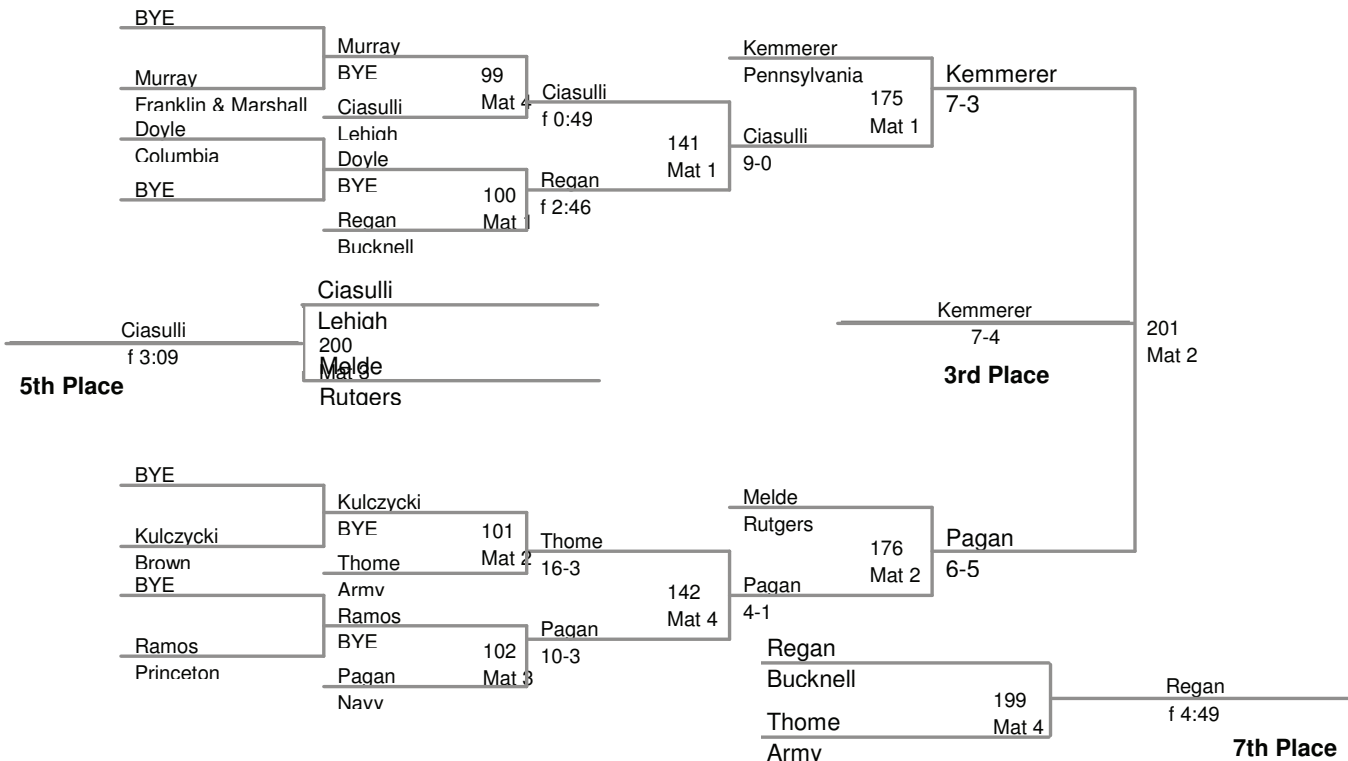 BYE
Murray
Franklin & Marshall
Doyle
Columbia
BYE
Murray
BYE
99
Mat 4
Ciasulli
Lehigh
Doyle
BYE
100
Mat 1
Regan
Bucknell
Ciasulli
f 0:49
141
Mat 1
Regan
f 2:46
Kemmerer
Pennsylvania
175
Mat 1
Ciasulli
9-0
Kemmerer
7-3
Ciasulli
f 3:09
5th Place
Ciasulli
Lehigh
200
Mat 3
Melde
Rutgers
Kemmerer
7-4
3rd Place
201
Mat 2
BYE
Kulczycki
Brown
BYE
Ramos
Princeton
Kulczycki
BYE
101
Mat 2
Thome
Army
Ramos
BYE
102
Mat 3
Pagan
Navy
Thome
16-3
142
Mat 4
Pagan
10-3
Melde
Rutgers
176
Mat 2
Pagan
4-1
Pagan
6-5
Regan
Bucknell
199
Mat 4
Thome
Army
Regan
f 4:49
7th Place